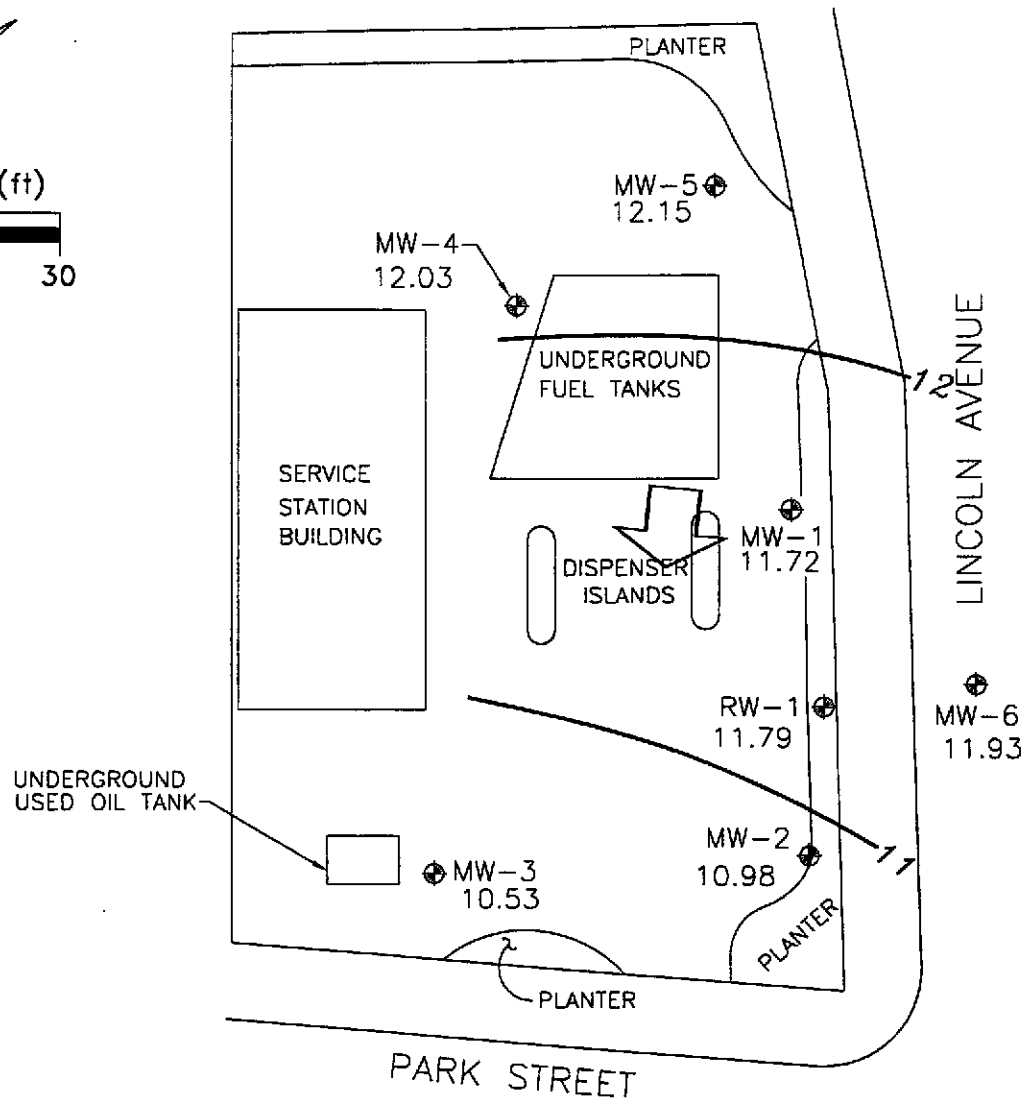 PLANTER
(ft)
30
MW-5
12.15
MW-4
12.03
UNDERGROUND
FUEL TANKS
12
LINCOLN AVENUE
SERVICE
STATION
BUILDING
MW-1
11.72
DISPENSER
ISLANDS
RW-1
11.79
MW-6
11.93
UNDERGROUND
USED OIL TANK
MW-2
10.98
11
MW-3
10.53
PLANTER
PLANTER
PARK STREET